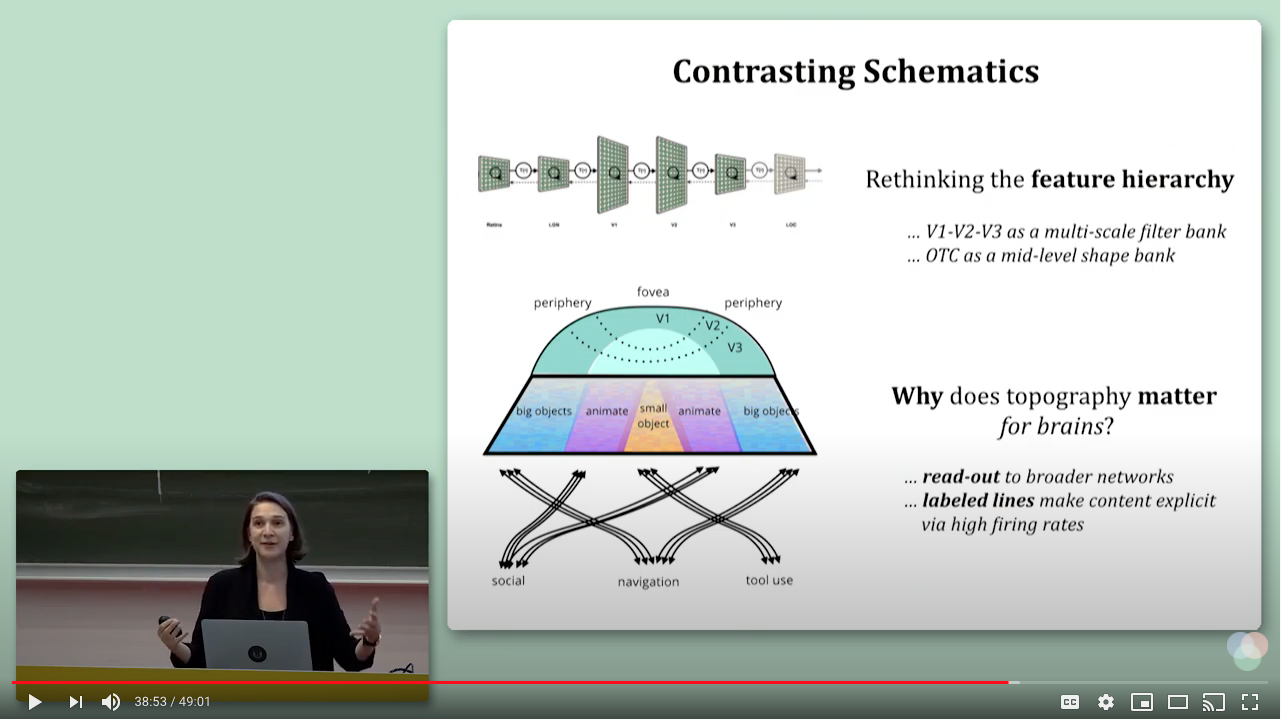 Contrasting Schematics
Retina LGN V1 V2 V3 LOC
Rethinking the feature hierarchy
... V1-V2-V3 as a multi-scale filter bank
... OTC as a mid-level shape bank
fovea
periphery periphery
V1
V2
V3
big objects animate small object animate big objects
social navigation tool use
Why does topography matter
for brains?
... read-out to broader networks
... labeled lines make content explicit
via high firing rates
38:53 / 49:01
CC